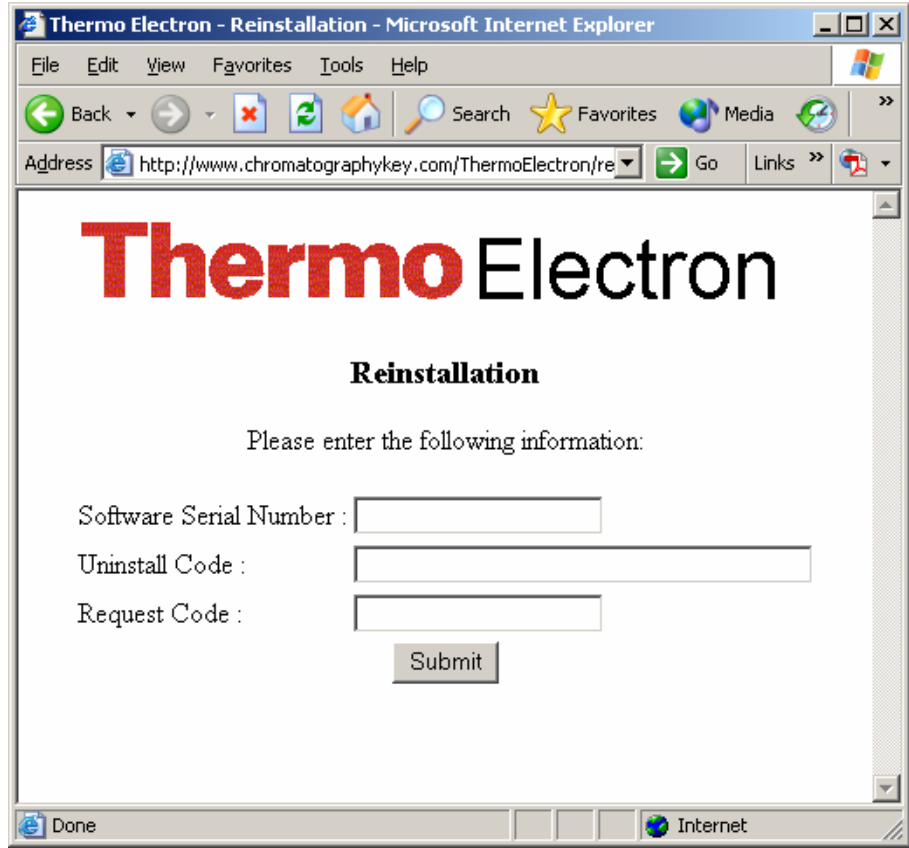 Thermo Electron - Reinstallation - Microsoft Internet Explorer
File Edit View Favorites Tools Help
Back Search Favorites Media »
Address http://www.chromatographykey.com/ThermoElectron/re Go Links »
Thermo Electron
Reinstallation
Please enter the following information:
Software Serial Number :
Uninstall Code :
Request Code :
Submit
Done Internet